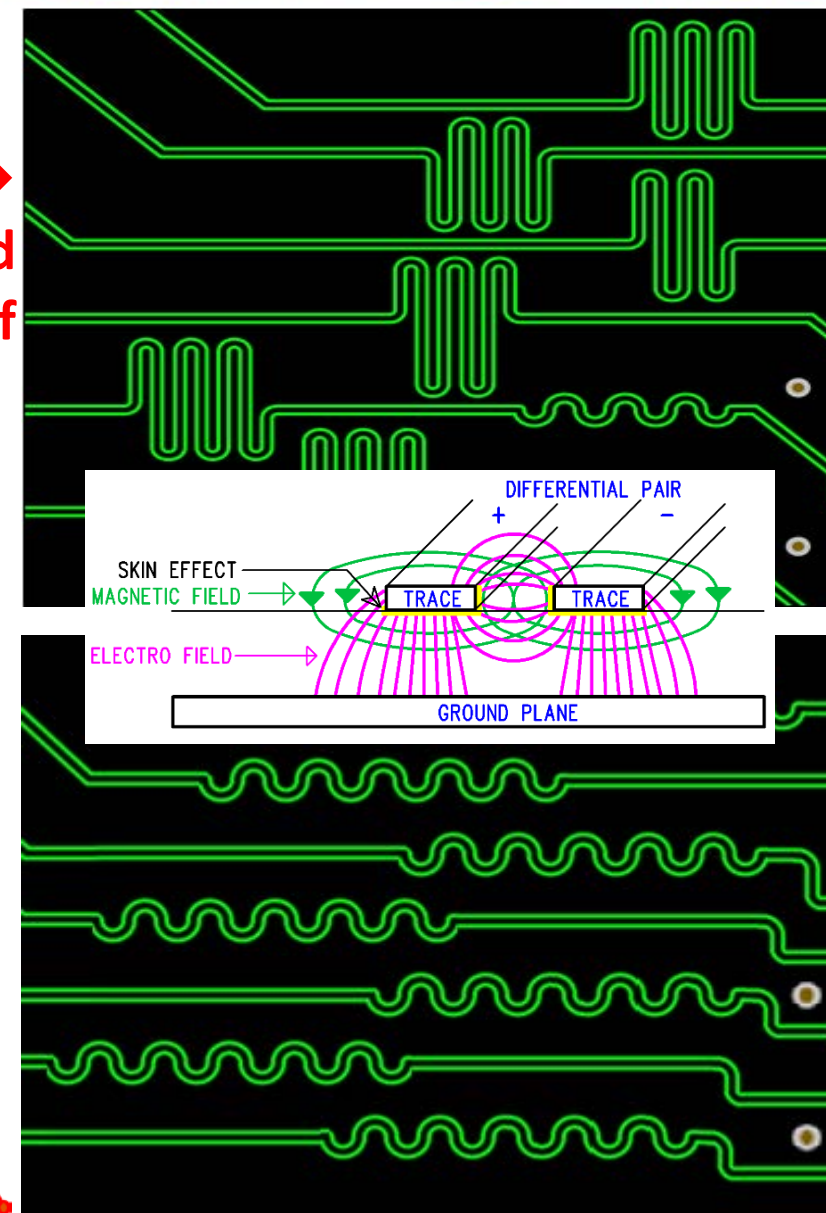 d
f
DIFFERENTIAL PAIR
+ -
SKIN EFFECT
MAGNETIC FIELD
TRACE TRACE
ELECTRO FIELD
GROUND PLANE